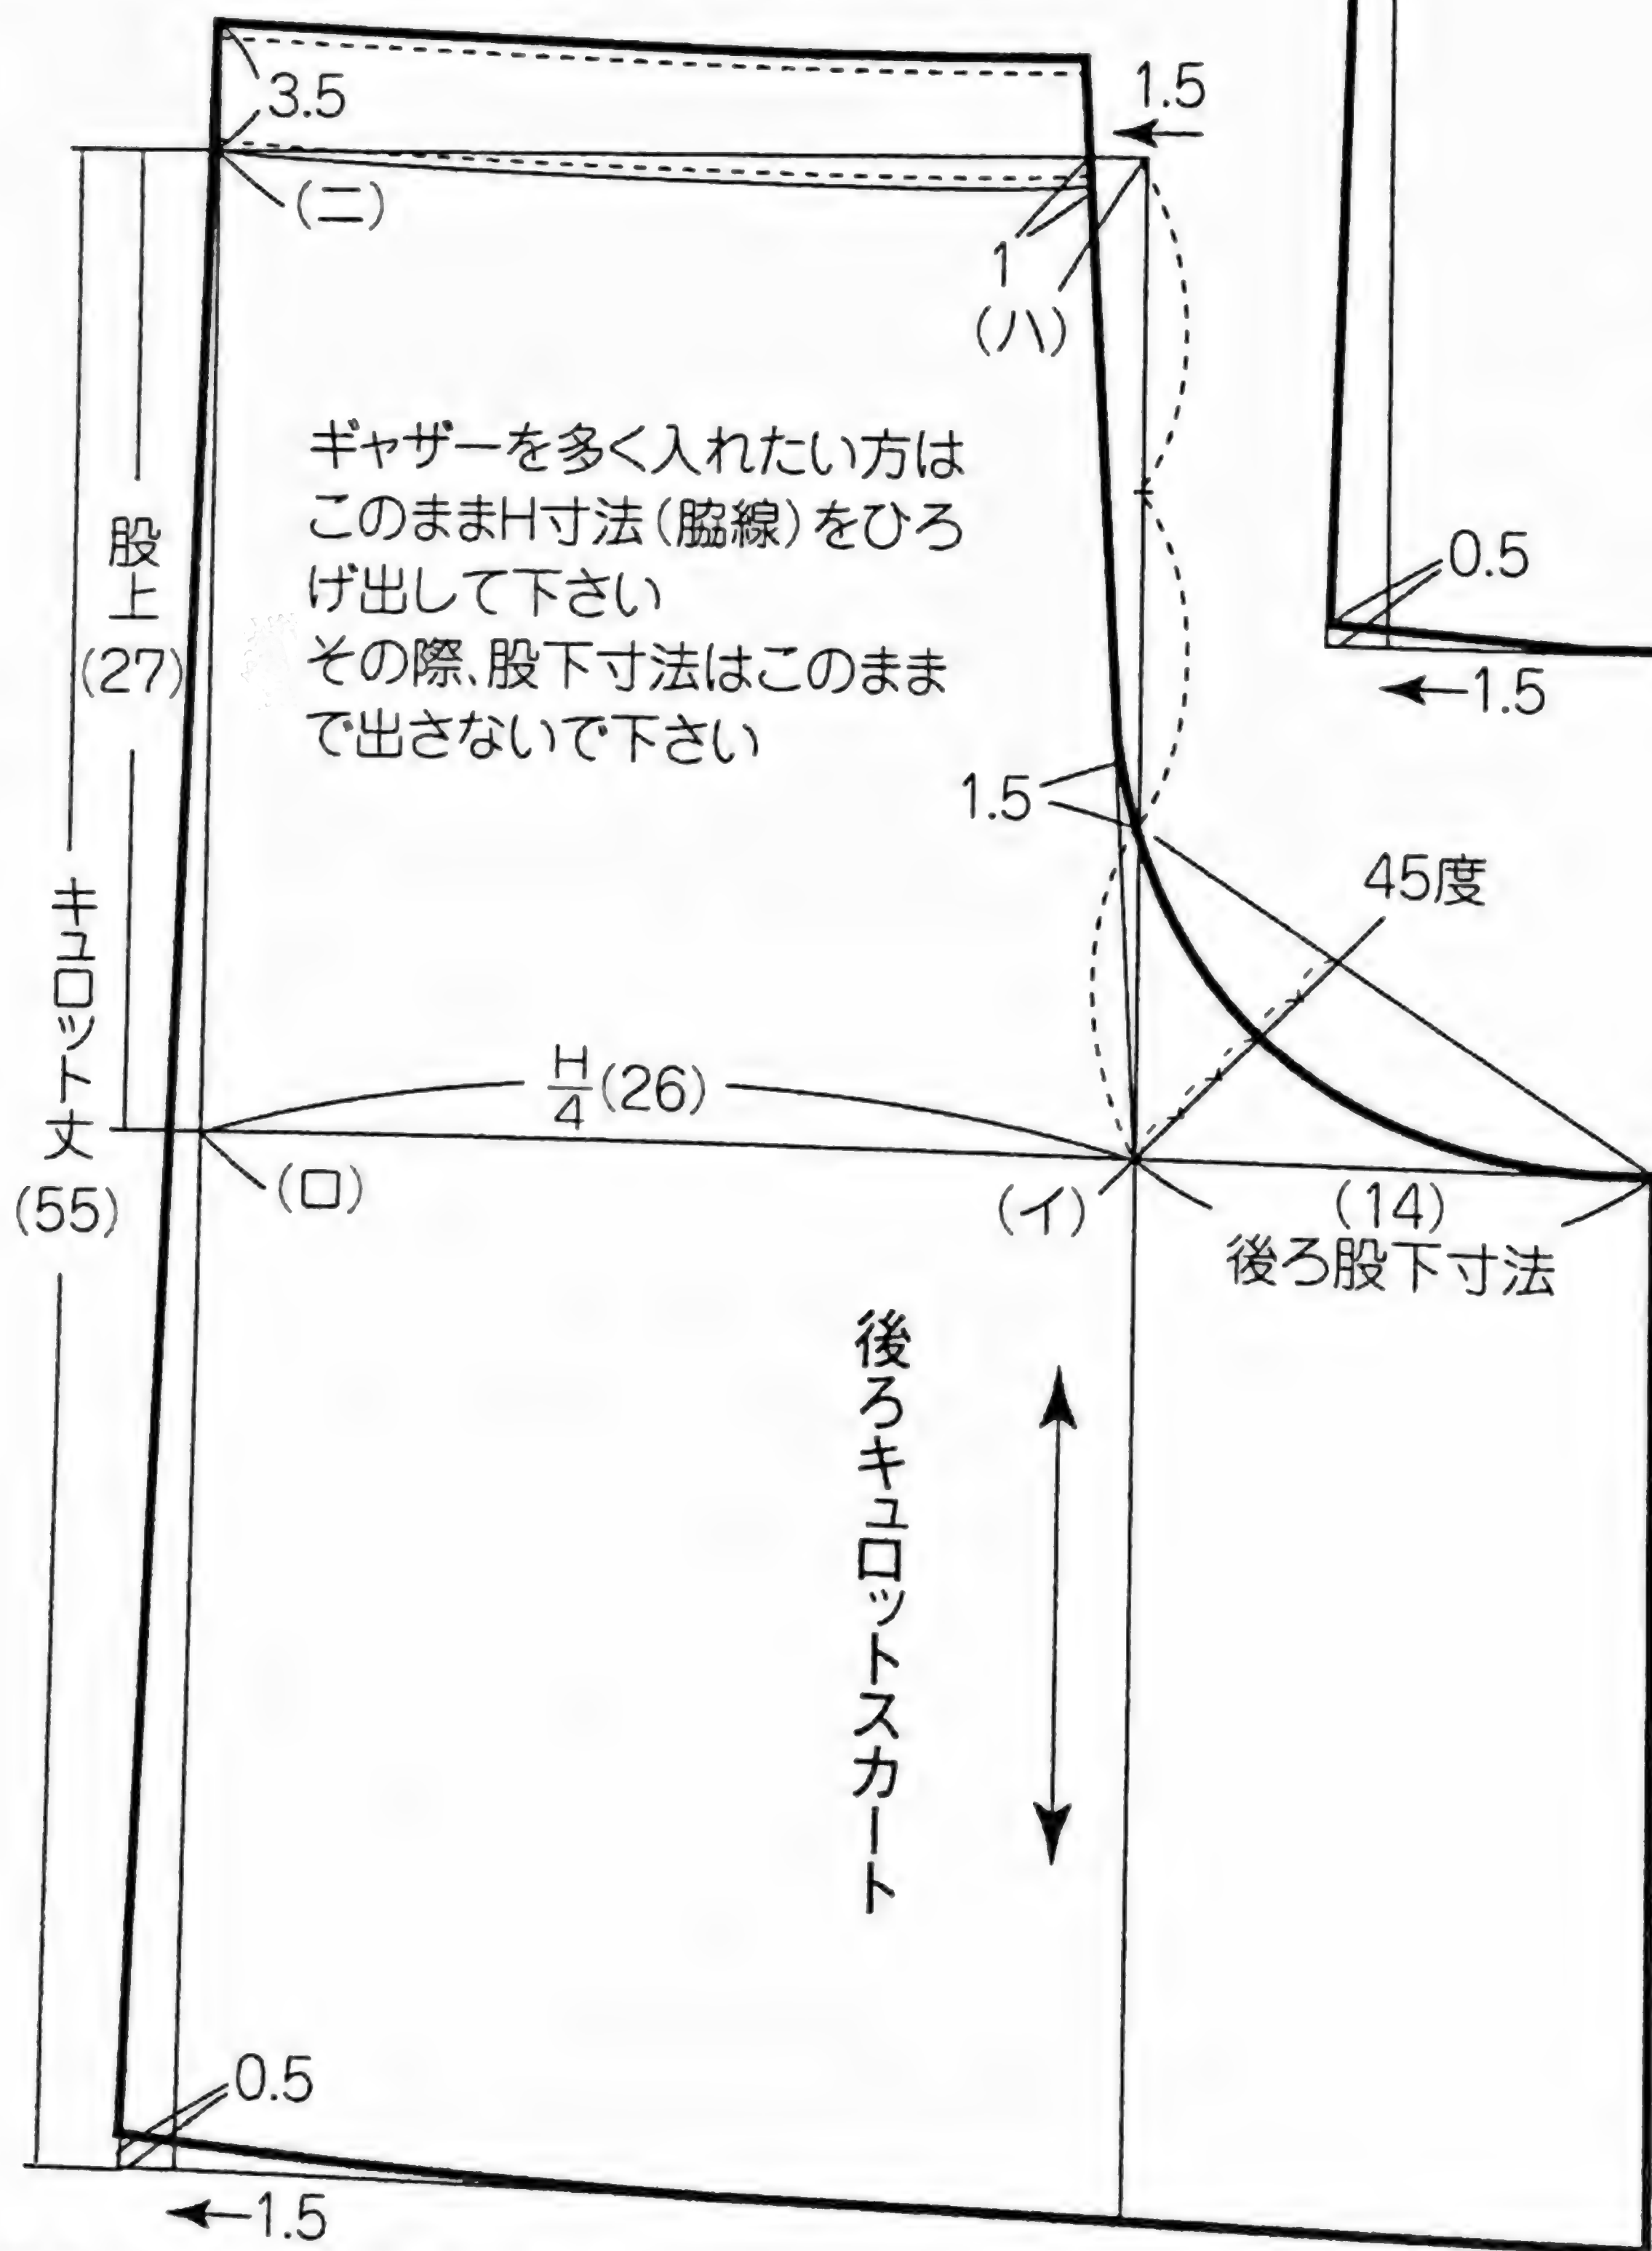 3.5
1.5
(ニ)
1
(ハ)
ギャザーを多く入れたい方は
このままH寸法(脇線)をひろ
げ出して下さい
その際、股下寸法はこのまま
で出さないで下さい
股上
(27)
0.5
1.5
1.5
45度
キュロット丈
(55)
H/4(26)
(ロ)
(イ)
(14)
後ろ股下寸法
後ろキュロットスカート
0.5
1.5